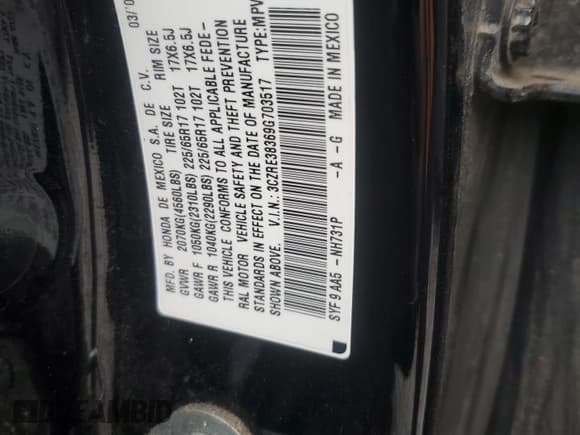 MFD. BY HONDA DE MEXICO S.A. DE C.V. 03/
GVWR TIRE SIZE RIM SIZE
2070KG(4560LBS)
GAWR F 1050KG(2310LBS) 225/65R17 102T 17X6.5J
GAWR R 1040KG(2290LBS) 225/65R17 102T 17X6.5J
THIS VEHICLE CONFORMS TO ALL APPLICABLE FEDE-
RAL MOTOR VEHICLE SAFETY AND THEFT PREVENTION
STANDARDS IN EFFECT ON THE DATE OF MANUFACTURE
SHOWN ABOVE. V.I.N.: 3CZRE38369G703517 TYPE:MPV
SYF9AA5 -NH731P -A -G MADE IN MEXICO
DREAMBID